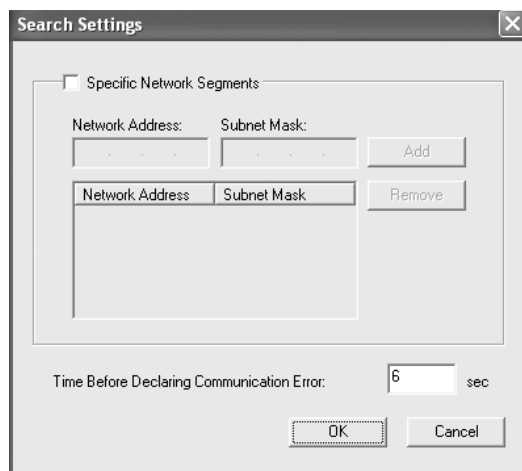 Search Settings
Specific Network Segments
Network Address: Subnet Mask:
Add
Network Address Subnet Mask
Remove
Time Before Declaring Communication Error: 6 sec
OK Cancel